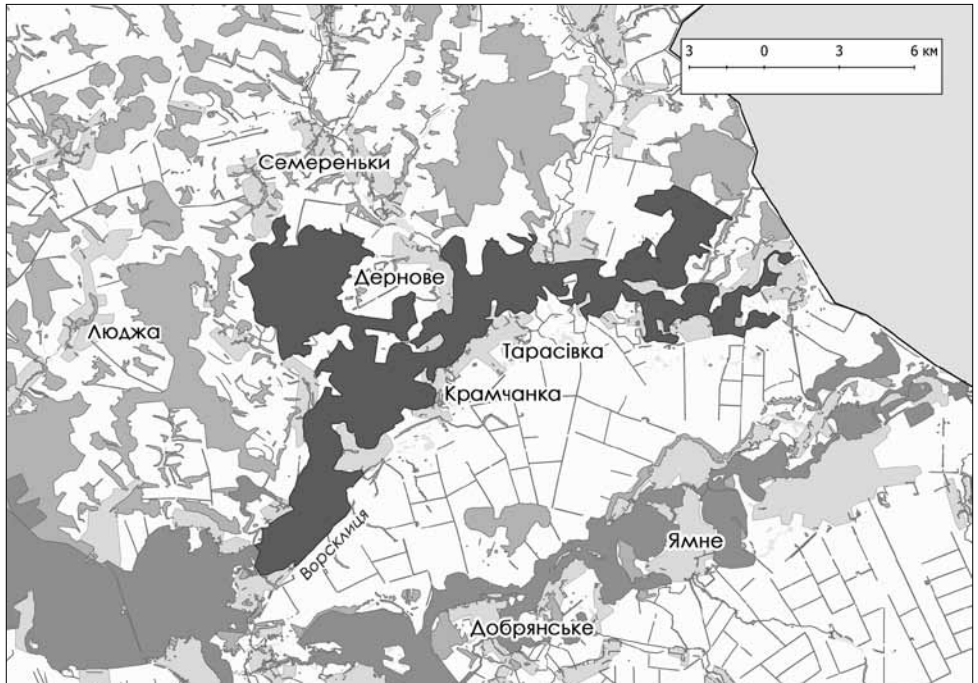 3 0 3 6 км
Семереньки
Дернове
Люджа
Тарасівка
Крамчанка
Ворсклиця
Ямне
Добрянське